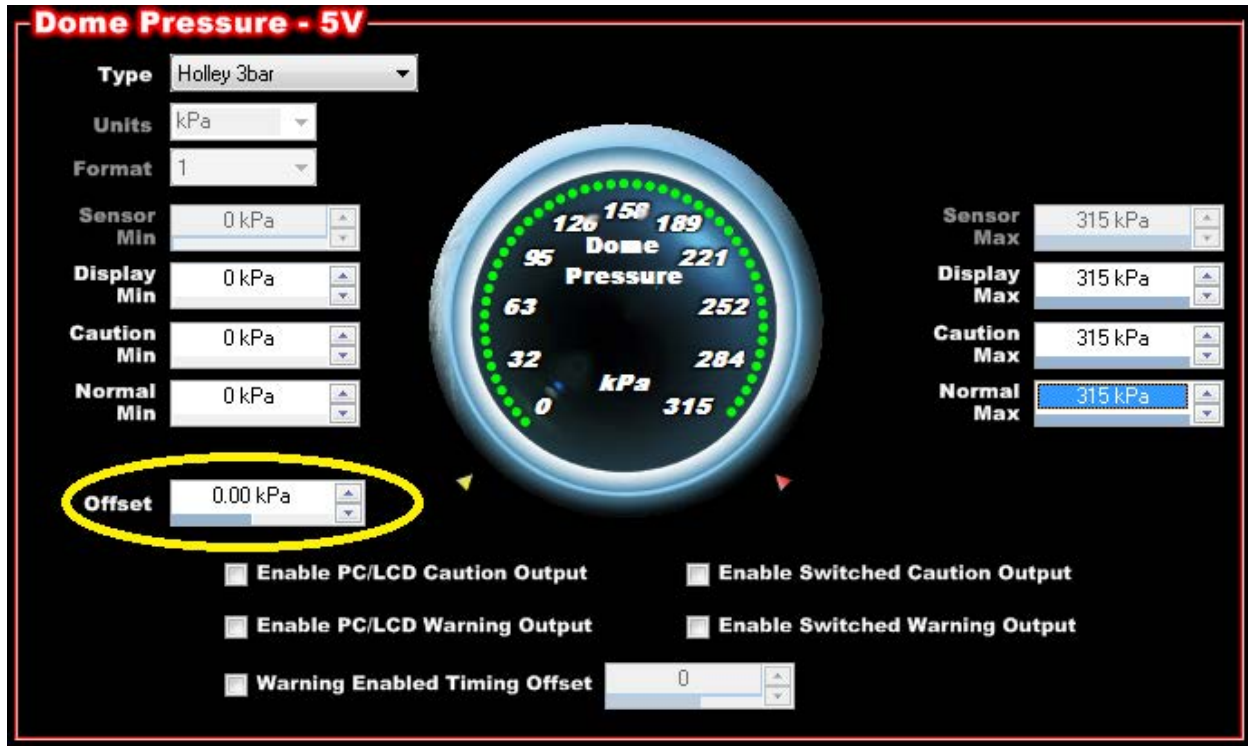 Dome Pressure - 5V
Type Holley 3bar
Units kPa
Format 1
Sensor Min 0 kPa
Display Min 0 kPa
Caution Min 0 kPa
Normal Min 0 kPa
Offset 0.00 kPa
126 158 189
Dome
95 221
Pressure
63 252
32 284
kPa
0 315
Sensor Max 315 kPa
Display Max 315 kPa
Caution Max 315 kPa
Normal Max 315 kPa
Enable PC/LCD Caution Output Enable Switched Caution Output
Enable PC/LCD Warning Output Enable Switched Warning Output
Warning Enabled Timing Offset 0